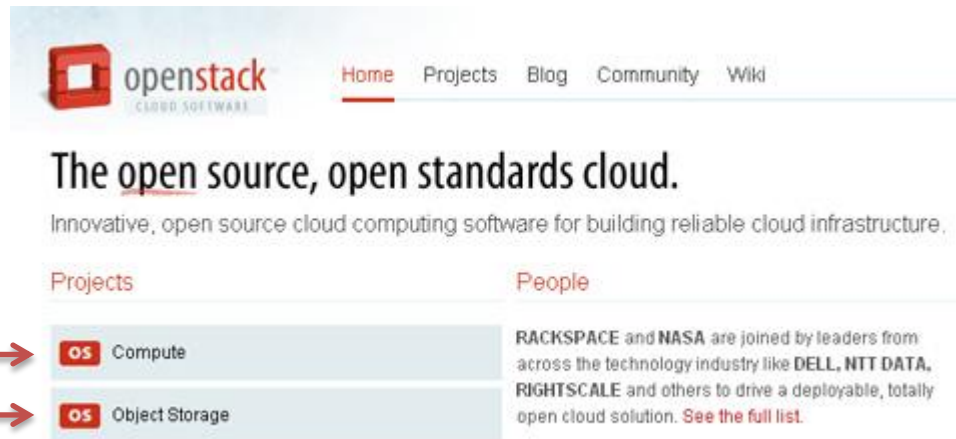 openstack
CLOUD SOFTWARE
Home Projects Blog Community Wiki
The open source, open standards cloud.
Innovative, open source cloud computing software for building reliable cloud infrastructure.
Projects
OS Compute
OS Object Storage
People
RACKSPACE and NASA are joined by leaders from
across the technology industry like DELL, NTT DATA,
RIGHTSCALE and others to drive a deployable, totally
open cloud solution. See the full list.